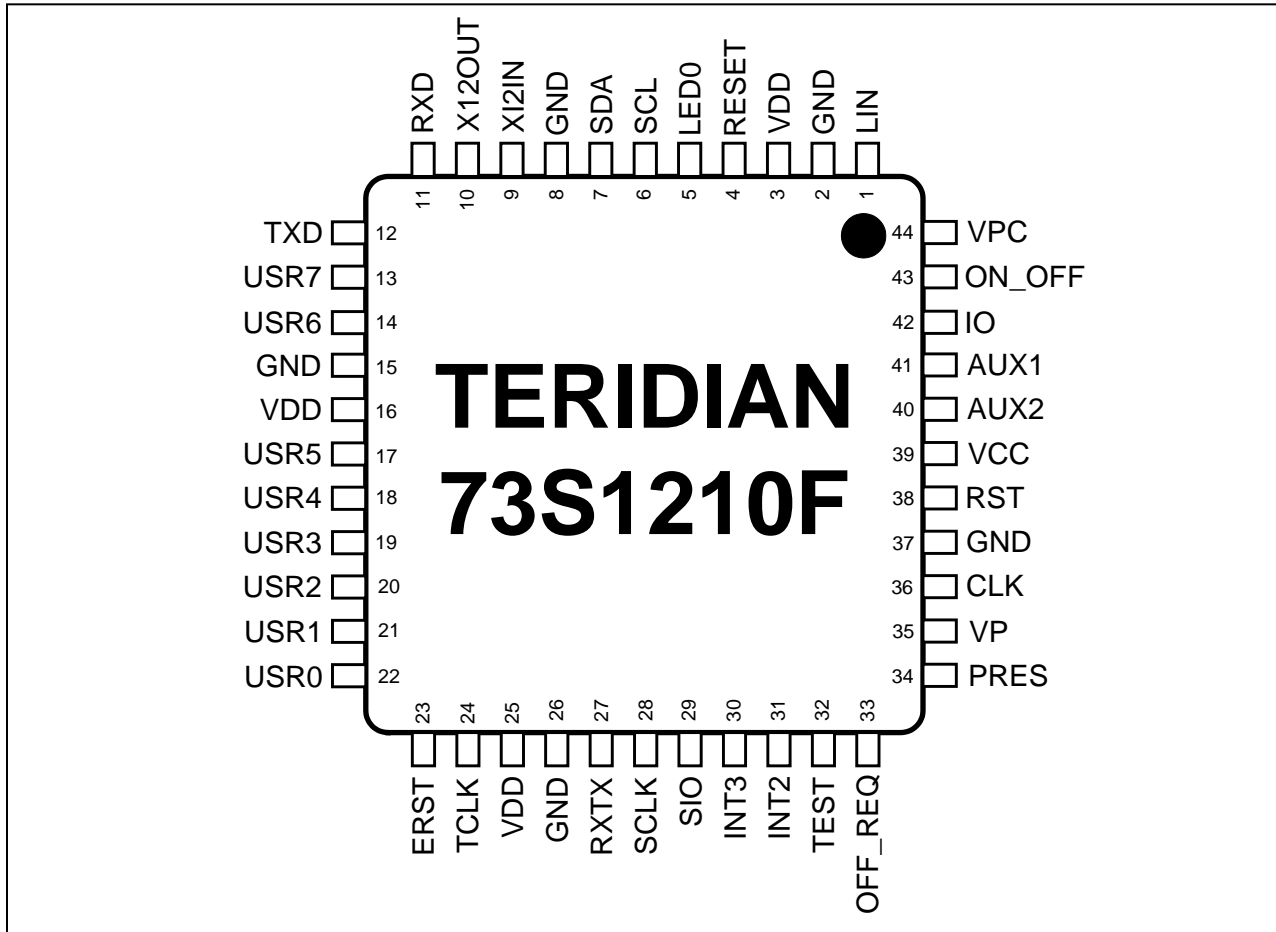 RXD
X12OUT
XI2IN
GND
SDA
SCL
LED0
RESET
VDD
GND
LIN
11
10
9
8
7
6
5
4
3
2
1
TXD 12
USR7 13
USR6 14
GND 15
VDD 16
USR5 17
USR4 18
USR3 19
USR2 20
USR1 21
USR0 22
TERIDIAN
73S1210F
44 VPC
43 ON_OFF
42 IO
41 AUX1
40 AUX2
39 VCC
38 RST
37 GND
36 CLK
35 VP
34 PRES
23
24
25
26
27
28
29
30
31
32
33
ERST
TCLK
VDD
GND
RXTX
SCLK
SIO
INT3
INT2
TEST
OFF_REQ